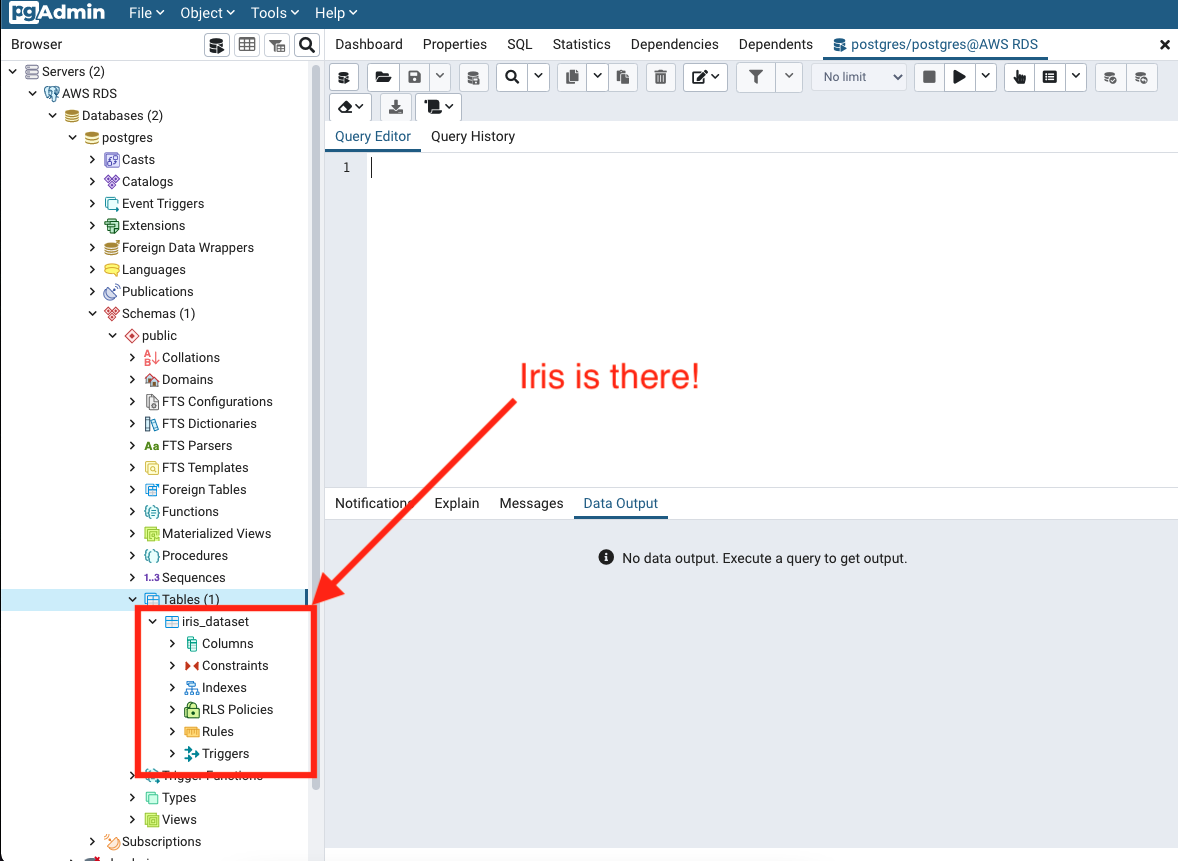 pgAdmin File Object Tools Help
Browser
Dashboard Properties SQL Statistics Dependencies Dependents postgres/postgres@AWS RDS
Servers (2)
AWS RDS
Databases (2)
postgres
Casts
Catalogs
Event Triggers
Extensions
Foreign Data Wrappers
Languages
Publications
Schemas (1)
public
Collations
Domains
FTS Configurations
FTS Dictionaries
Aa FTS Parsers
FTS Templates
Foreign Tables
Functions
Materialized Views
Procedures
1..3 Sequences
Tables (1)
iris_dataset
Columns
Constraints
Indexes
RLS Policies
Rules
Triggers
Trigger Functions
Types
Views
Subscriptions
No limit
Query Editor Query History
1
Iris is there!
Notifications Explain Messages Data Output
No data output. Execute a query to get output.